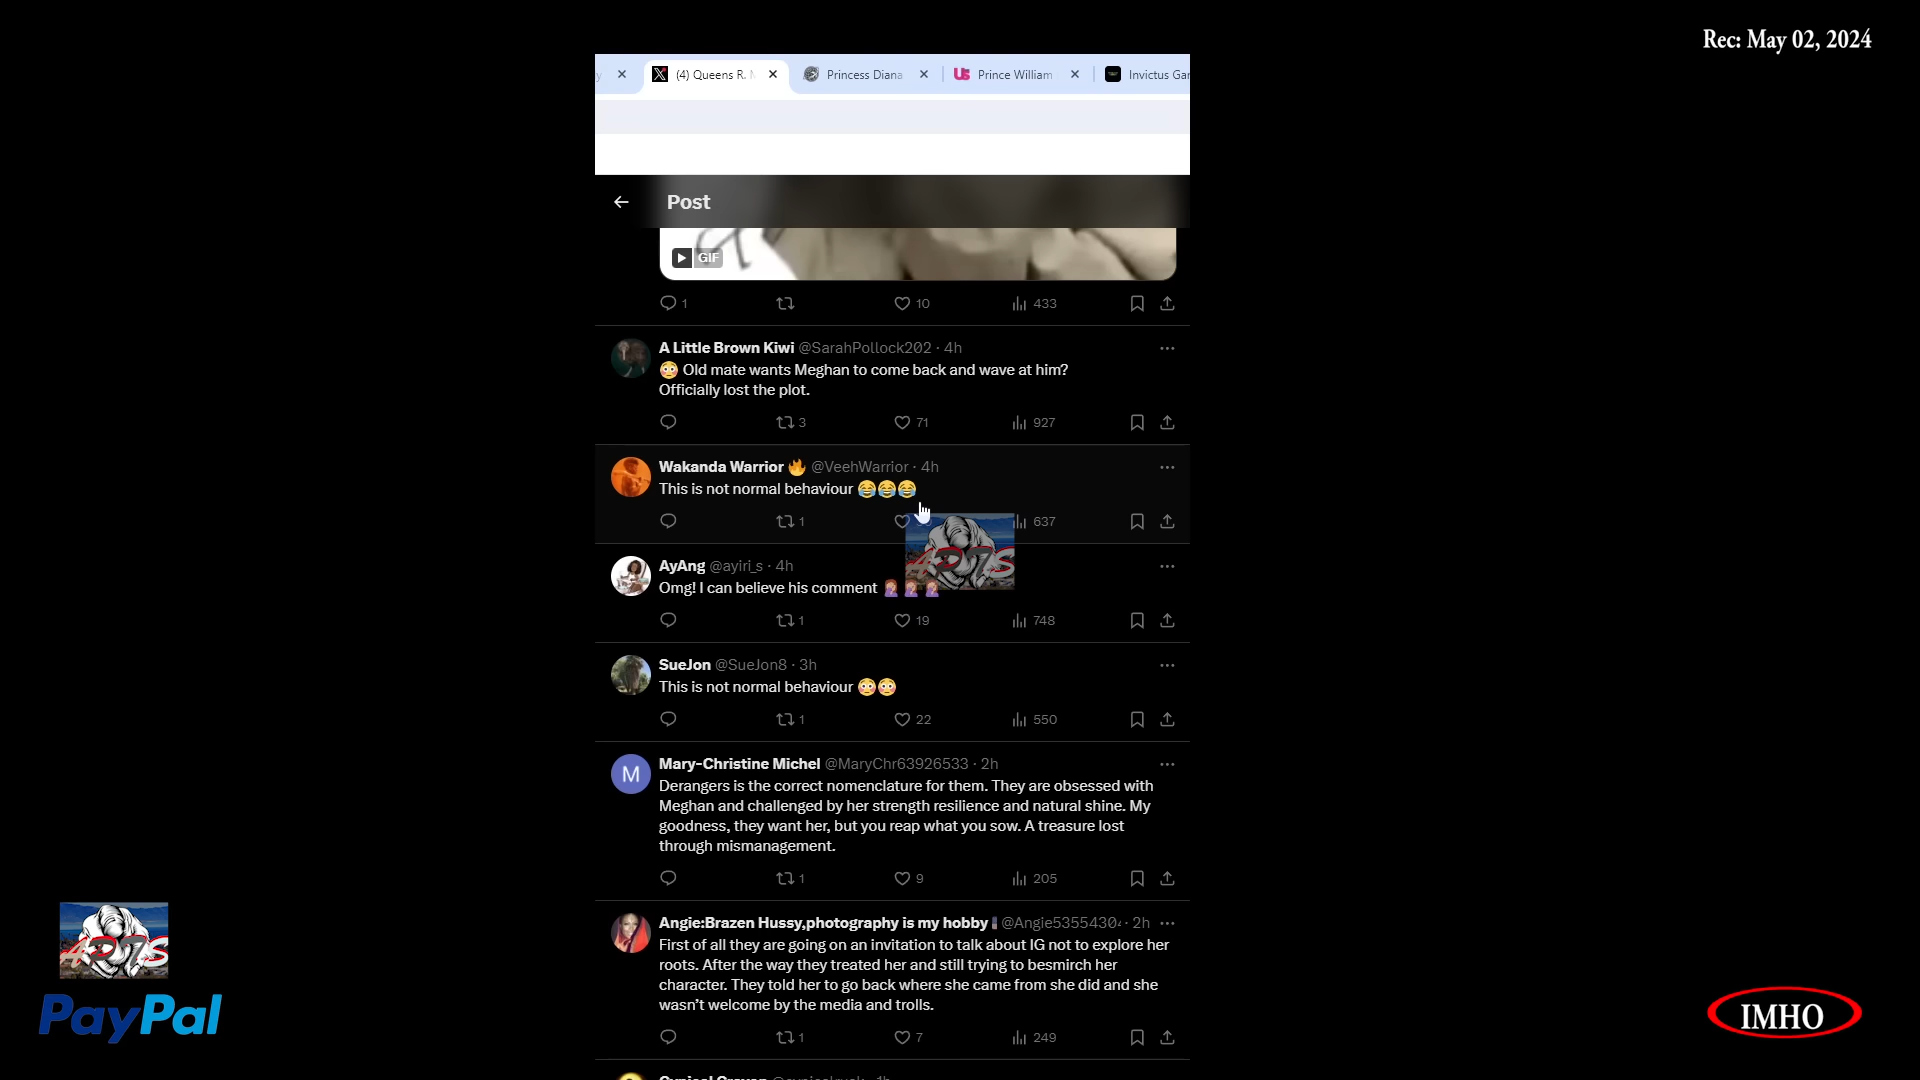 Rec: May 02, 2024
(4) Queens R.
Princess Diana
Prince William
Invictus Gar
Post
GIF
1
10
433
A Little Brown Kiwi @SarahPollock202 · 4h
Old mate wants Meghan to come back and wave at him?
Officially lost the plot.
3
71
927
Wakanda Warrior @VeehWarrior · 4h
This is not normal behaviour
1
637
AyAng @ayiri_s · 4h
Omg! I can believe his comment
1
19
748
SueJon @SueJon8 · 3h
This is not normal behaviour
1
22
550
M
Mary-Christine Michel @MaryChr63926533 · 2h
Derangers is the correct nomenclature for them. They are obsessed with
Meghan and challenged by her strength resilience and natural shine. My
goodness, they want her, but you reap what you sow. A treasure lost
through mismanagement.
1
9
205
Angie:Brazen Hussy,photography is my hobby @Angie5355430 · 2h
First of all they are going on an invitation to talk about IG not to explore her
roots. After the way they treated her and still trying to besmirch her
character. They told her to go back where she came from she did and she
wasn't welcome by the media and trolls.
1
7
249
PayPal
IMHO